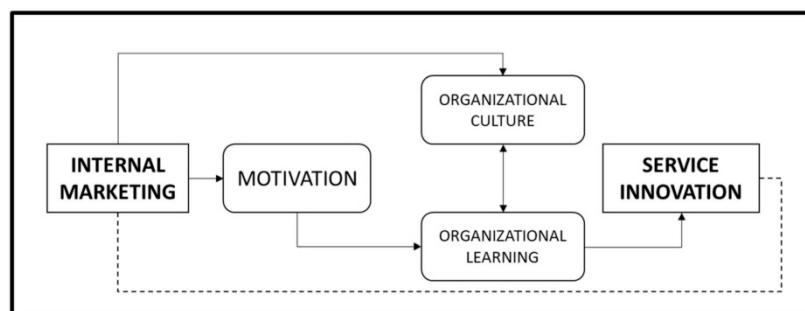 ORGANIZATIONAL
CULTURE
INTERNAL
MARKETING
MOTIVATION
SERVICE
INNOVATION
ORGANIZATIONAL
LEARNING